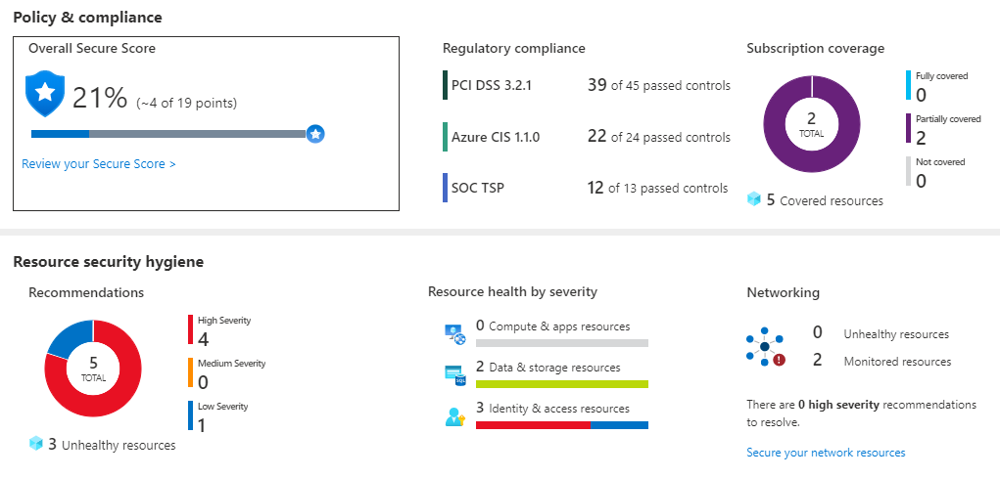 Policy & compliance
Overall Secure Score
21% (~4 of 19 points)
Review your Secure Score >
Regulatory compliance
PCI DSS 3.2.1 39 of 45 passed controls
Azure CIS 1.1.0 22 of 24 passed controls
SOC TSP 12 of 13 passed controls
Subscription coverage
2
TOTAL
Fully covered
0
Partially covered
2
Not covered
0
5 Covered resources
Resource security hygiene
Recommendations
5
TOTAL
High Severity
4
Medium Severity
0
Low Severity
1
3 Unhealthy resources
Resource health by severity
0 Compute & apps resources
SQL
2 Data & storage resources
3 Identity & access resources
Networking
0 Unhealthy resources
2 Monitored resources
There are 0 high severity recommendations
to resolve.
Secure your network resources